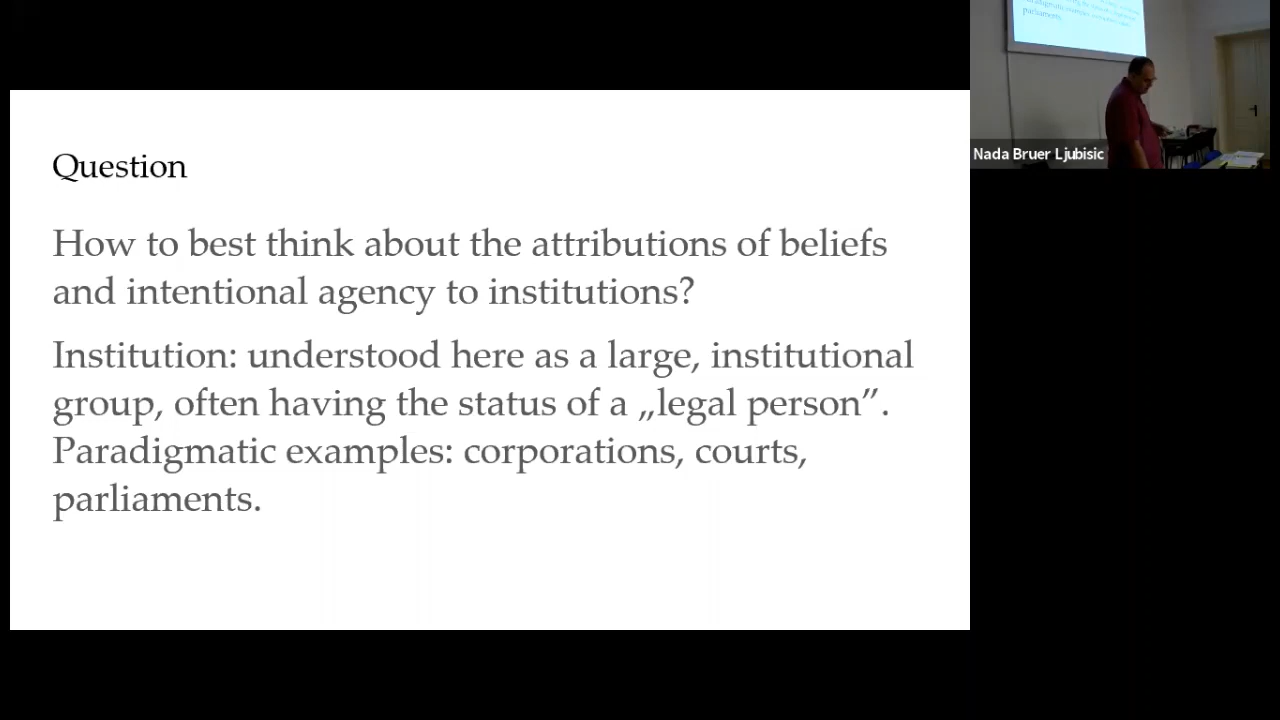 Question
How to best think about the attributions of beliefs
and intentional agency to institutions?
Institution: understood here as a large, institutional
group, often having the status of a „legal person”.
Paradigmatic examples: corporations, courts,
parliaments.
parliaments.
Nada Bruer Ljubisic